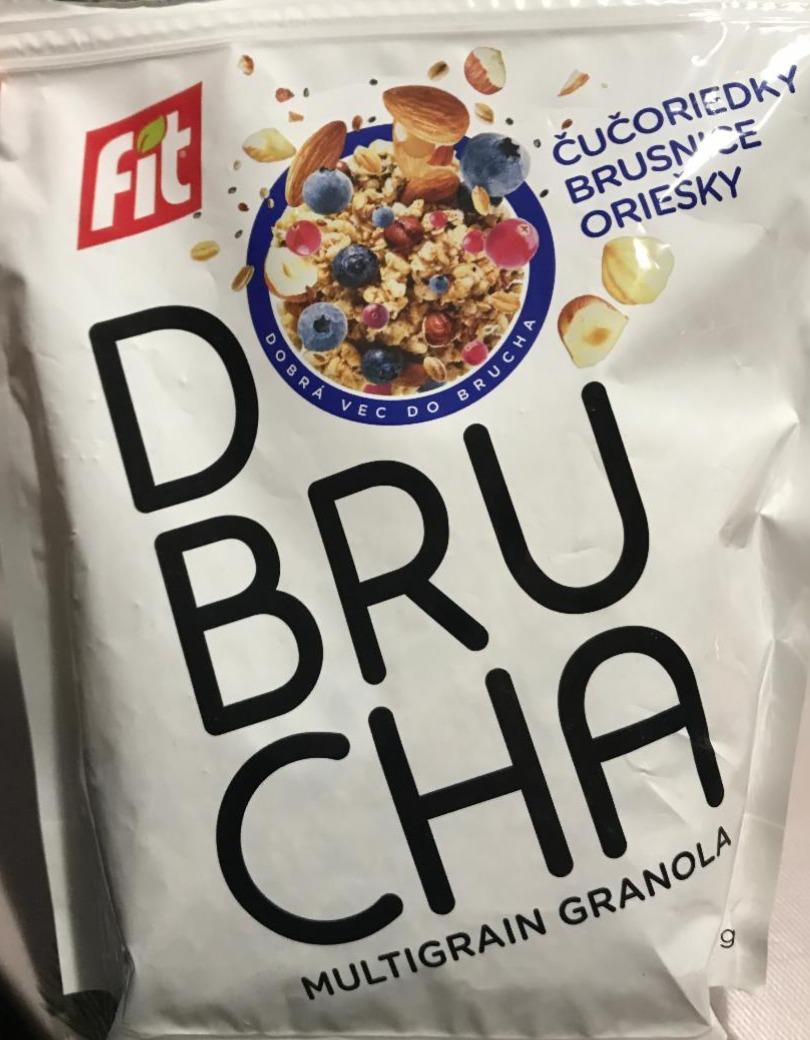 fit
ČUČORIEDKY
BRUSNICE
ORIEŠKY
DOBRÁ VEC DO BRUCHA
D
BRU
CHA
MULTIGRAIN GRANOLA
g